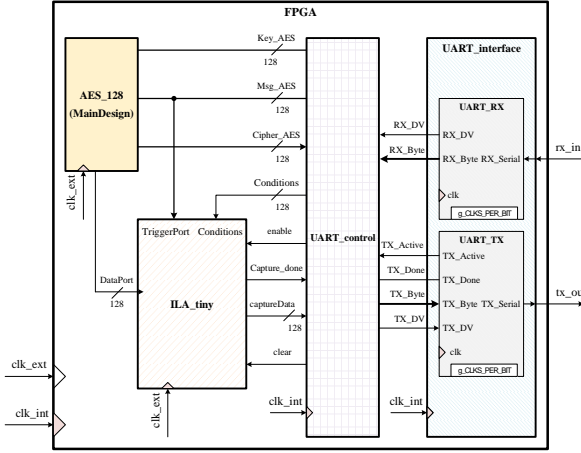 FPGA
Key_AES
128
UART_interface
AES_128
(MainDesign)
Msg_AES
128
UART_RX
RX_DV
RX_DV
Cipher_AES
128
RX_Byte
RX_Byte RX_Serial
rx_in
clk_ext
Conditions
128
clk
g_CLKS_PER_BIT
TriggerPort Conditions
enable
UART_control
UART_TX
TX_Active
TX_Active
DataPort
128
ILA_tiny
Capture_done
TX_Done
TX_Done
captureData
128
TX_Byte
TX_Byte TX_Serial
tx_out
TX_DV
TX_DV
clear
clk
g_CLKS_PER_BIT
clk_ext
clk_int
clk_ext
clk_int
clk_int